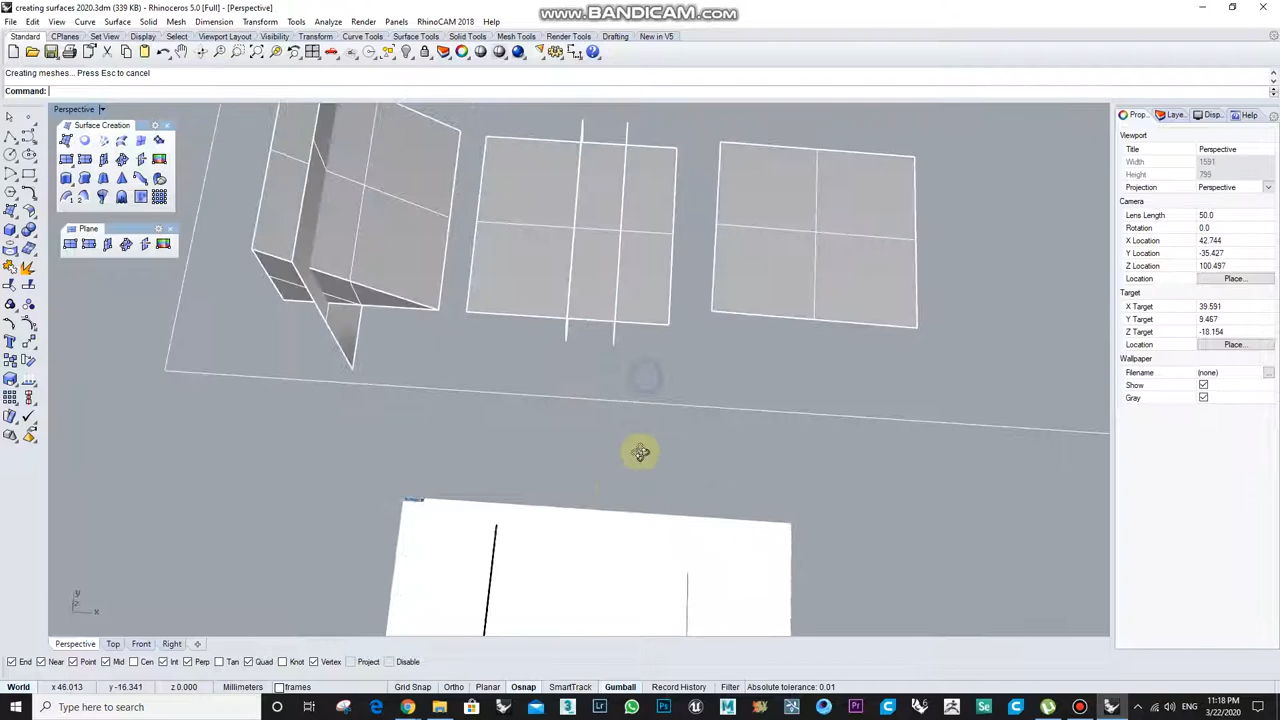 creating surfaces 2020.3dm (339 KB) - Rhinoceros 5.0 [Full] - [Perspective]
www.BANDICAM.com
File Edit View Curve Surface Solid Mesh Dimension Transform Tools Analyze Render Panels RhinoCAM 2018 Help
Standard CPlanes Set View Display Select Viewport Layout Visibility Transform Curve Tools Surface Tools Solid Tools Mesh Tools Render Tools Drafting New in V5
Creating meshes... Press Esc to cancel
Command:
Perspective
Prop... Laye... Disp... Help
Surface Creation
Viewport
Title Perspective
Width 1591
Height 799
Projection Perspective
Camera
Lens Length 50.0
Rotation 0.0
X Location 42.744
Y Location -35.427
Z Location 100.497
Location Place...
Plane
Target
X Target 39.591
Y Target 9.467
Z Target -18.154
Location Place...
Wallpaper
Filename (none) ...
Show
Gray
y
z x
Perspective Top Front Right
End Near Point Mid Cen Int Perp Tan Quad Knot Vertex Project Disable
World x 46.013 y -16.341 z 0.000 Millimeters frames Grid Snap Ortho Planar Osnap SmartTrack Gumball Record History Filter Absolute tolerance: 0.01
Type here to search
11:18 PM
3/22/2020